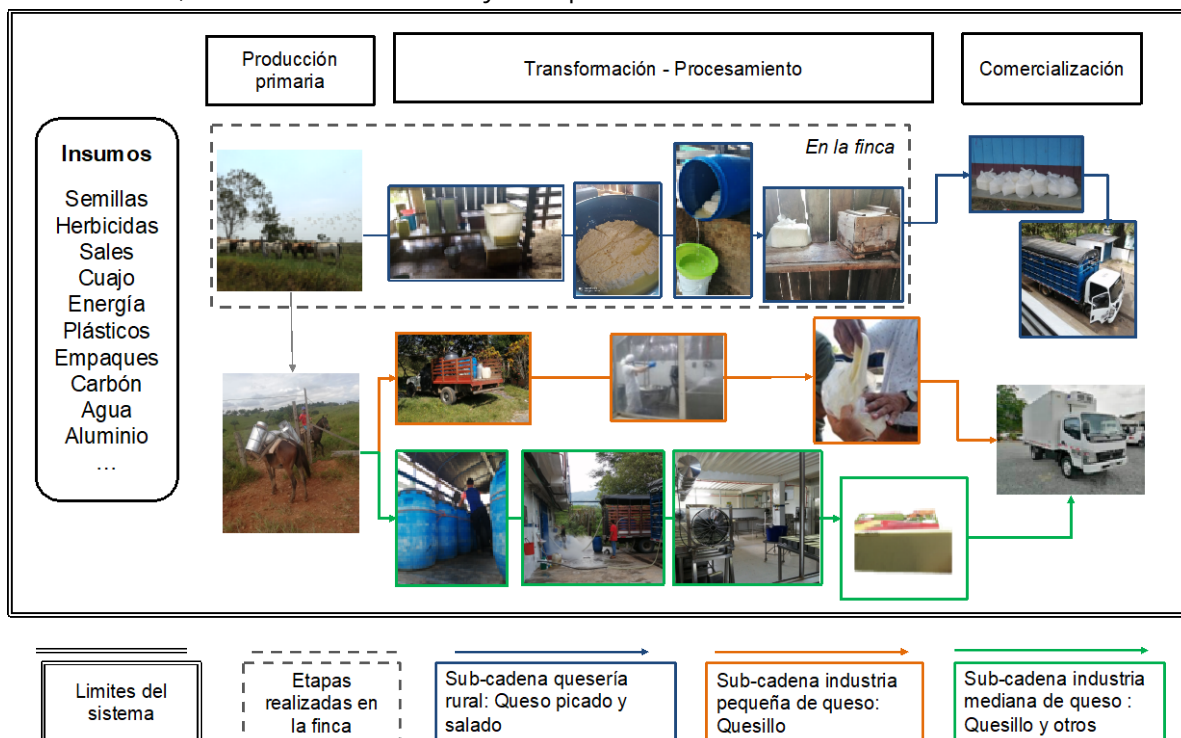 Producción
primaria
Transformación - Procesamiento
Comercialización
Insumos
Semillas
Herbicidas
Sales
Cuajo
Energía
Plásticos
Empaques
Carbón
Agua
Aluminio
...
En la finca
Limites del
sistema
Etapas
realizadas en
la finca
Sub-cadena quesería
rural: Queso picado y
salado
Sub-cadena industria
pequeña de queso:
Quesillo
Sub-cadena industria
mediana de queso :
Quesillo y otros